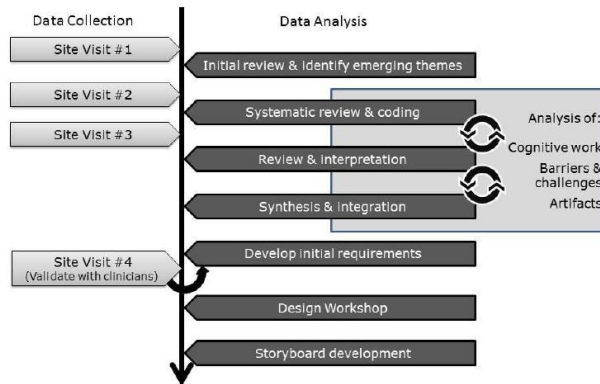 Data Collection
Data Analysis
Site Visit #1
Initial review & identify emerging themes
Site Visit #2
Systematic review & coding
Site Visit #3
Review & interpretation
Synthesis & integration
Analysis of:
Cognitive work
Barriers &
challenges
Artifacts
Develop initial requirements
Site Visit #4
(Validate with clinicians)
Design Workshop
Storyboard development